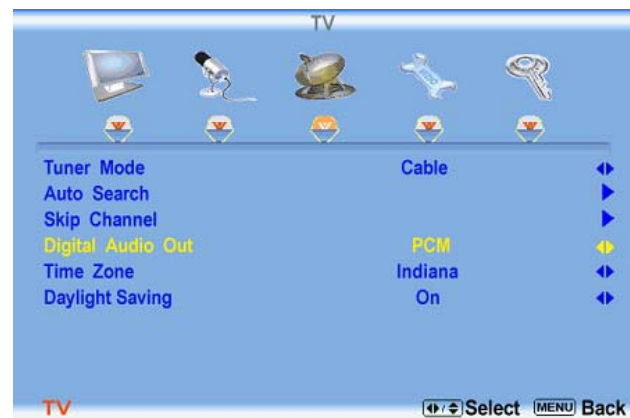 TV
Tuner Mode Cable
Auto Search
Skip Channel
Digital Audio Out PCM
Time Zone Indiana
Daylight Saving On
TV Select MENU Back